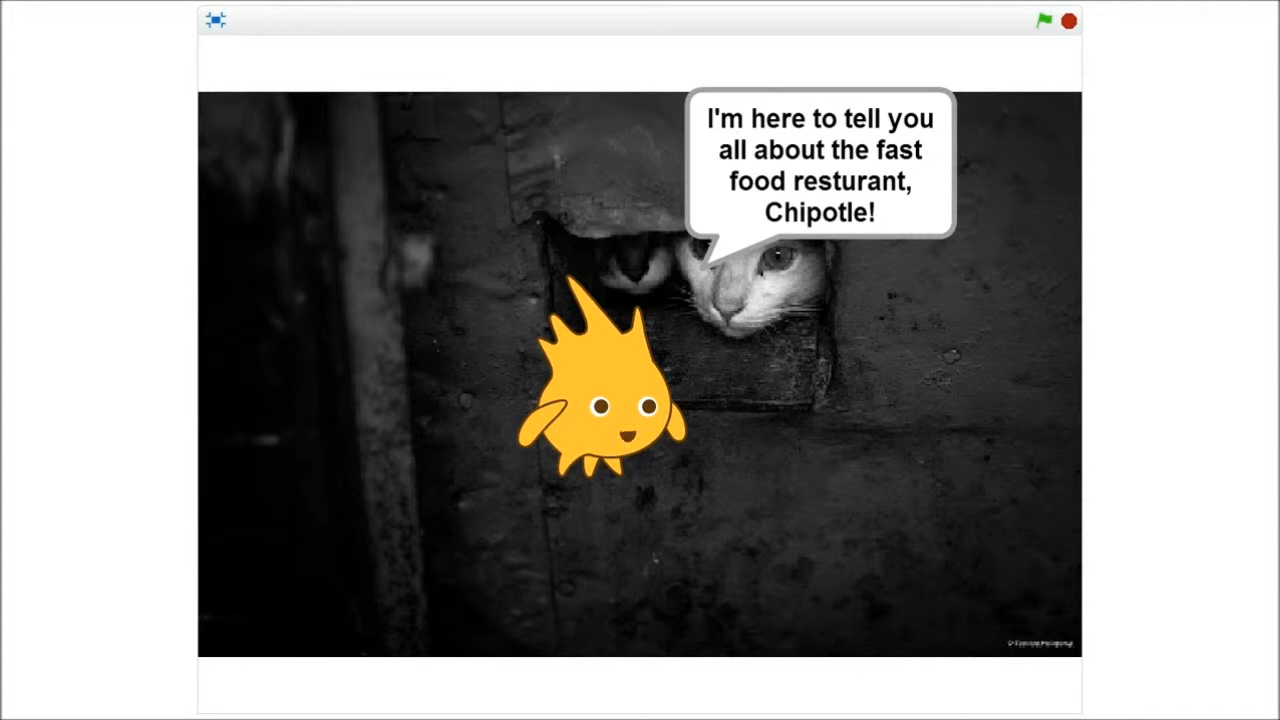 I'm here to tell you
all about the fast
food resturant,
Chipotle!